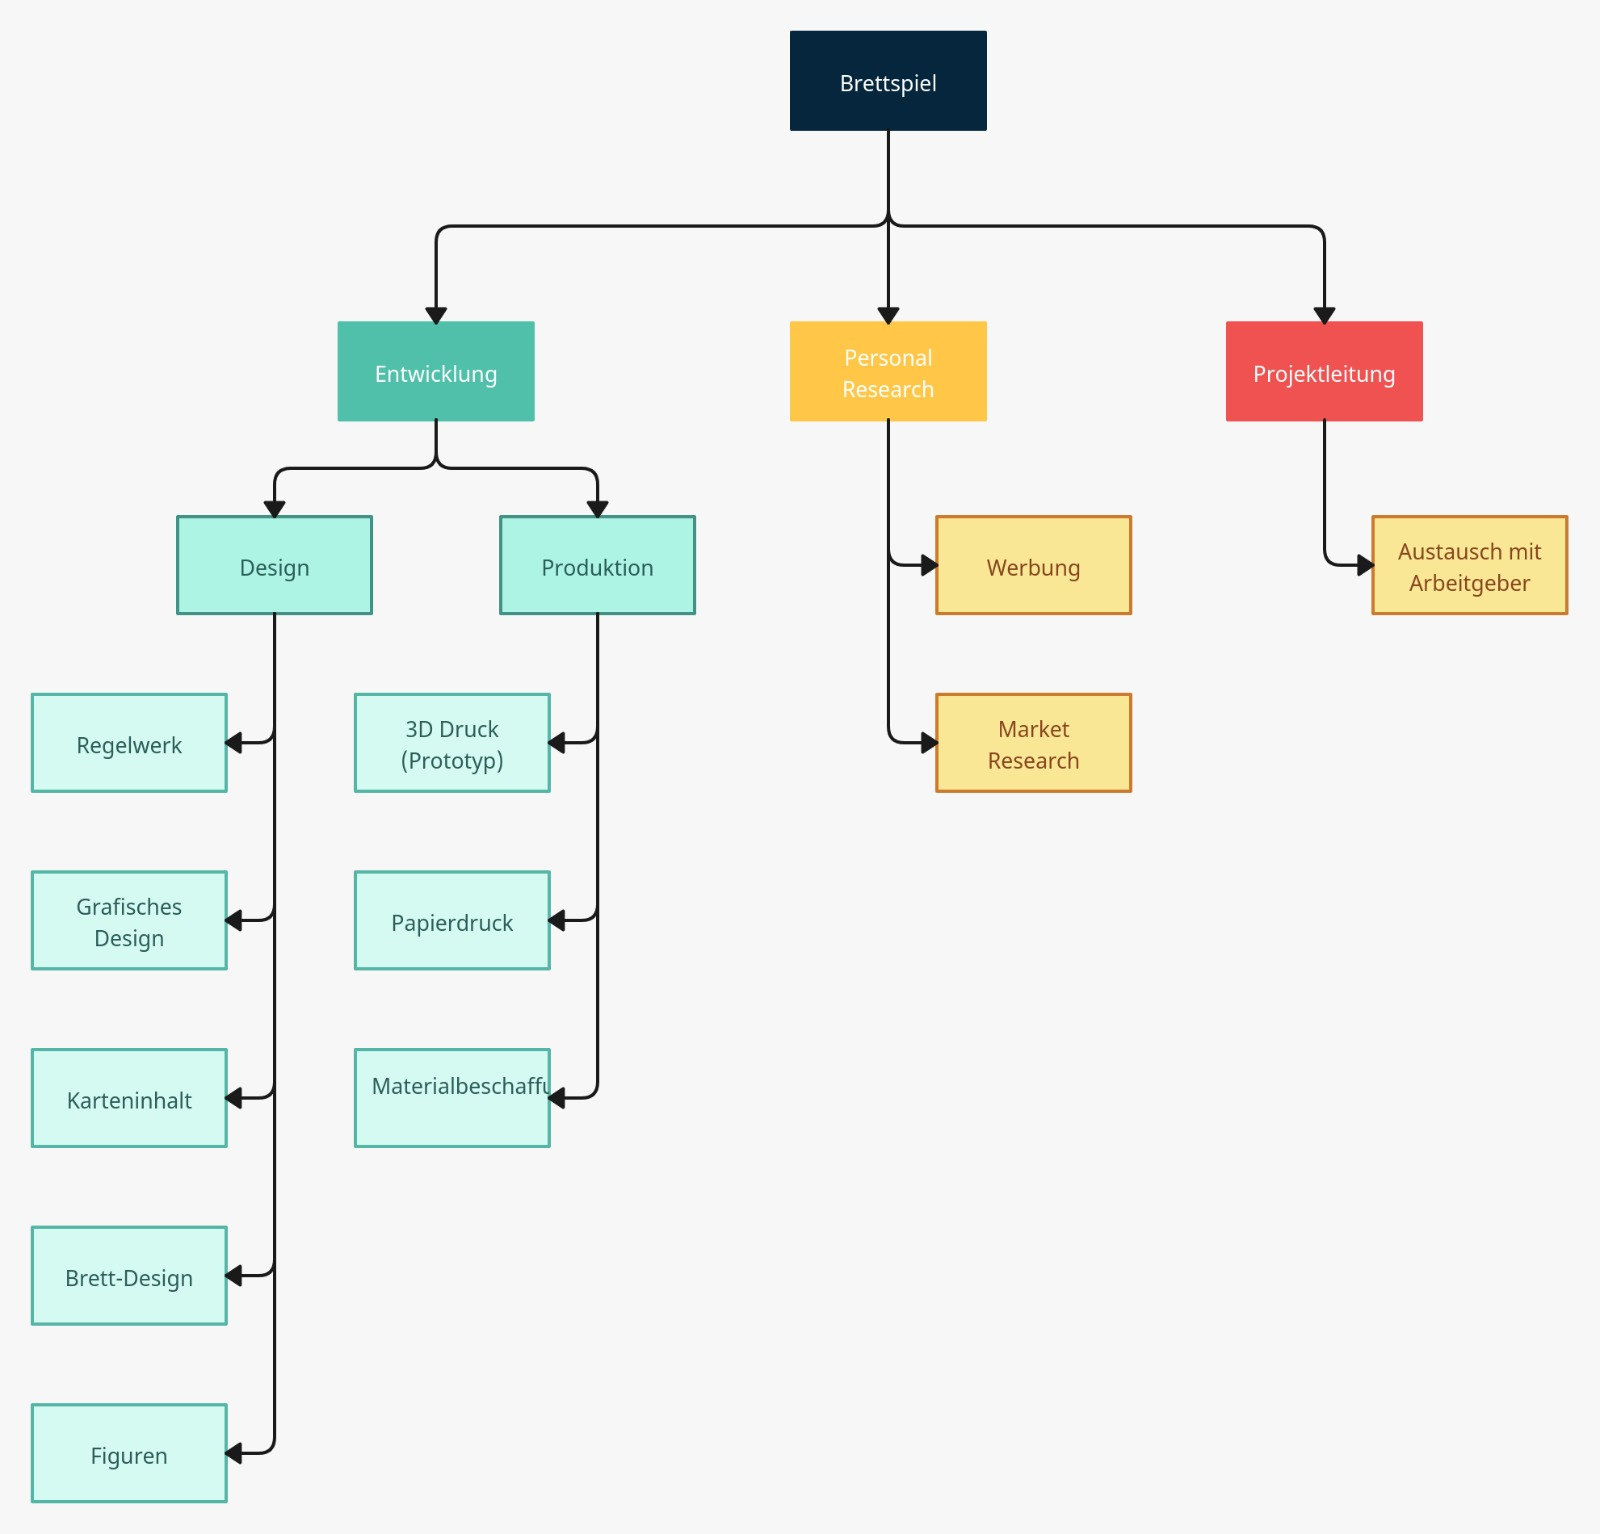 Brettspiel
Entwicklung
Personal
Research
Projektleitung
Design
Produktion
Werbung
Austausch mit
Arbeitgeber
Regelwerk
3D Druck
(Prototyp)
Market
Research
Grafisches
Design
Papierdruck
Karteninhalt
Brett-Design
Figuren